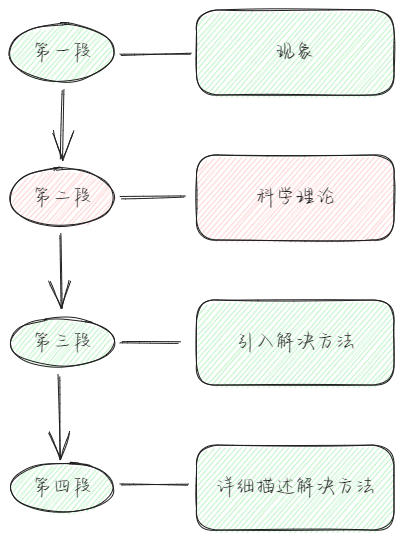 第一段
现象
第二段
科学理论
第三段
引入解决方法
第四段
详细描述解决方法